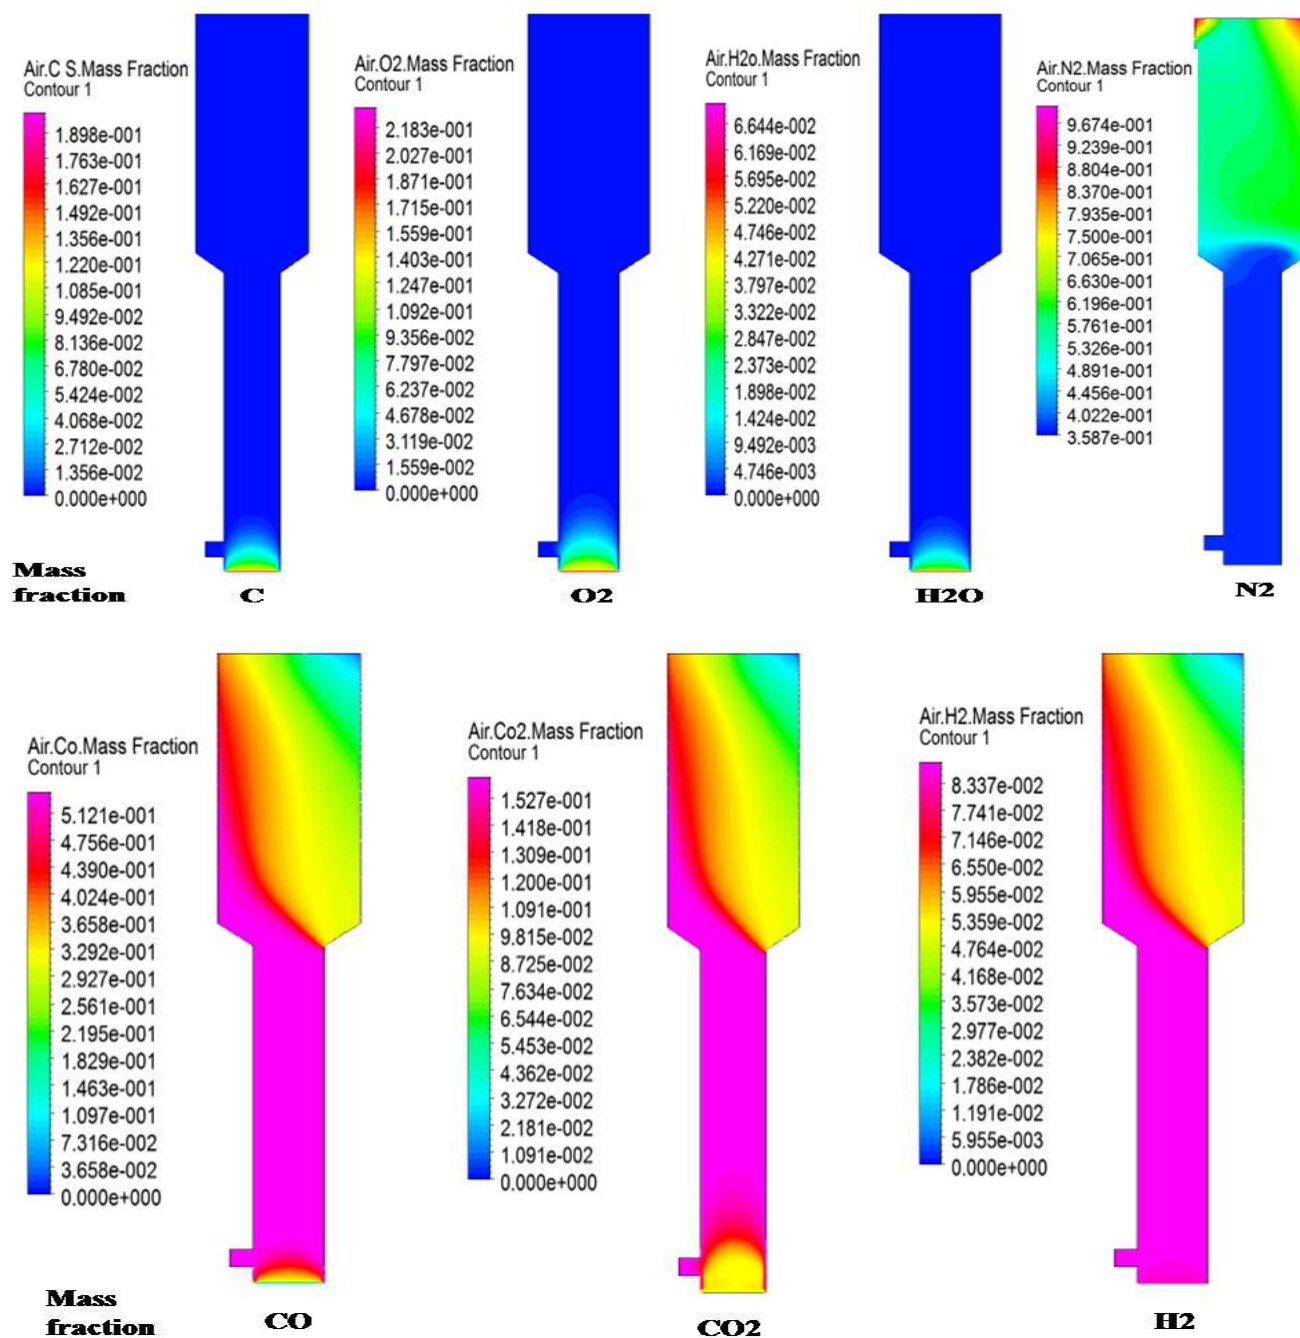 Air.C S.Mass Fraction
Contour 1
1.898e-001
1.763e-001
1.627e-001
1.492e-001
1.356e-001
1.220e-001
1.085e-001
9.492e-002
8.136e-002
6.780e-002
5.424e-002
4.068e-002
2.712e-002
1.356e-002
0.000e+000
Air.O2.Mass Fraction
Contour 1
2.183e-001
2.027e-001
1.871e-001
1.715e-001
1.559e-001
1.403e-001
1.247e-001
1.092e-001
9.356e-002
7.797e-002
6.237e-002
4.678e-002
3.119e-002
1.559e-002
0.000e+000
Air.H2o.Mass Fraction
Contour 1
6.644e-002
6.169e-002
5.695e-002
5.220e-002
4.746e-002
4.271e-002
3.797e-002
3.322e-002
2.847e-002
2.373e-002
1.898e-002
1.424e-002
9.492e-003
4.746e-003
0.000e+000
Air.N2.Mass Fraction
Contour 1
9.674e-001
9.239e-001
8.804e-001
8.370e-001
7.935e-001
7.500e-001
7.065e-001
6.630e-001
6.196e-001
5.761e-001
5.326e-001
4.891e-001
4.456e-001
4.022e-001
3.587e-001
Mass
fraction
C
O2
H2O
N2
Air.Co.Mass Fraction
Contour 1
5.121e-001
4.756e-001
4.390e-001
4.024e-001
3.658e-001
3.292e-001
2.927e-001
2.561e-001
2.195e-001
1.829e-001
1.463e-001
1.097e-001
7.316e-002
3.658e-002
0.000e+000
Air.Co2.Mass Fraction
Contour 1
1.527e-001
1.418e-001
1.309e-001
1.200e-001
1.091e-001
9.815e-002
8.725e-002
7.634e-002
6.544e-002
5.453e-002
4.362e-002
3.272e-002
2.181e-002
1.091e-002
0.000e+000
Air.H2.Mass Fraction
Contour 1
8.337e-002
7.741e-002
7.146e-002
6.550e-002
5.955e-002
5.359e-002
4.764e-002
4.168e-002
3.573e-002
2.977e-002
2.382e-002
1.786e-002
1.191e-002
5.955e-003
0.000e+000
Mass
fraction
CO
CO2
H2